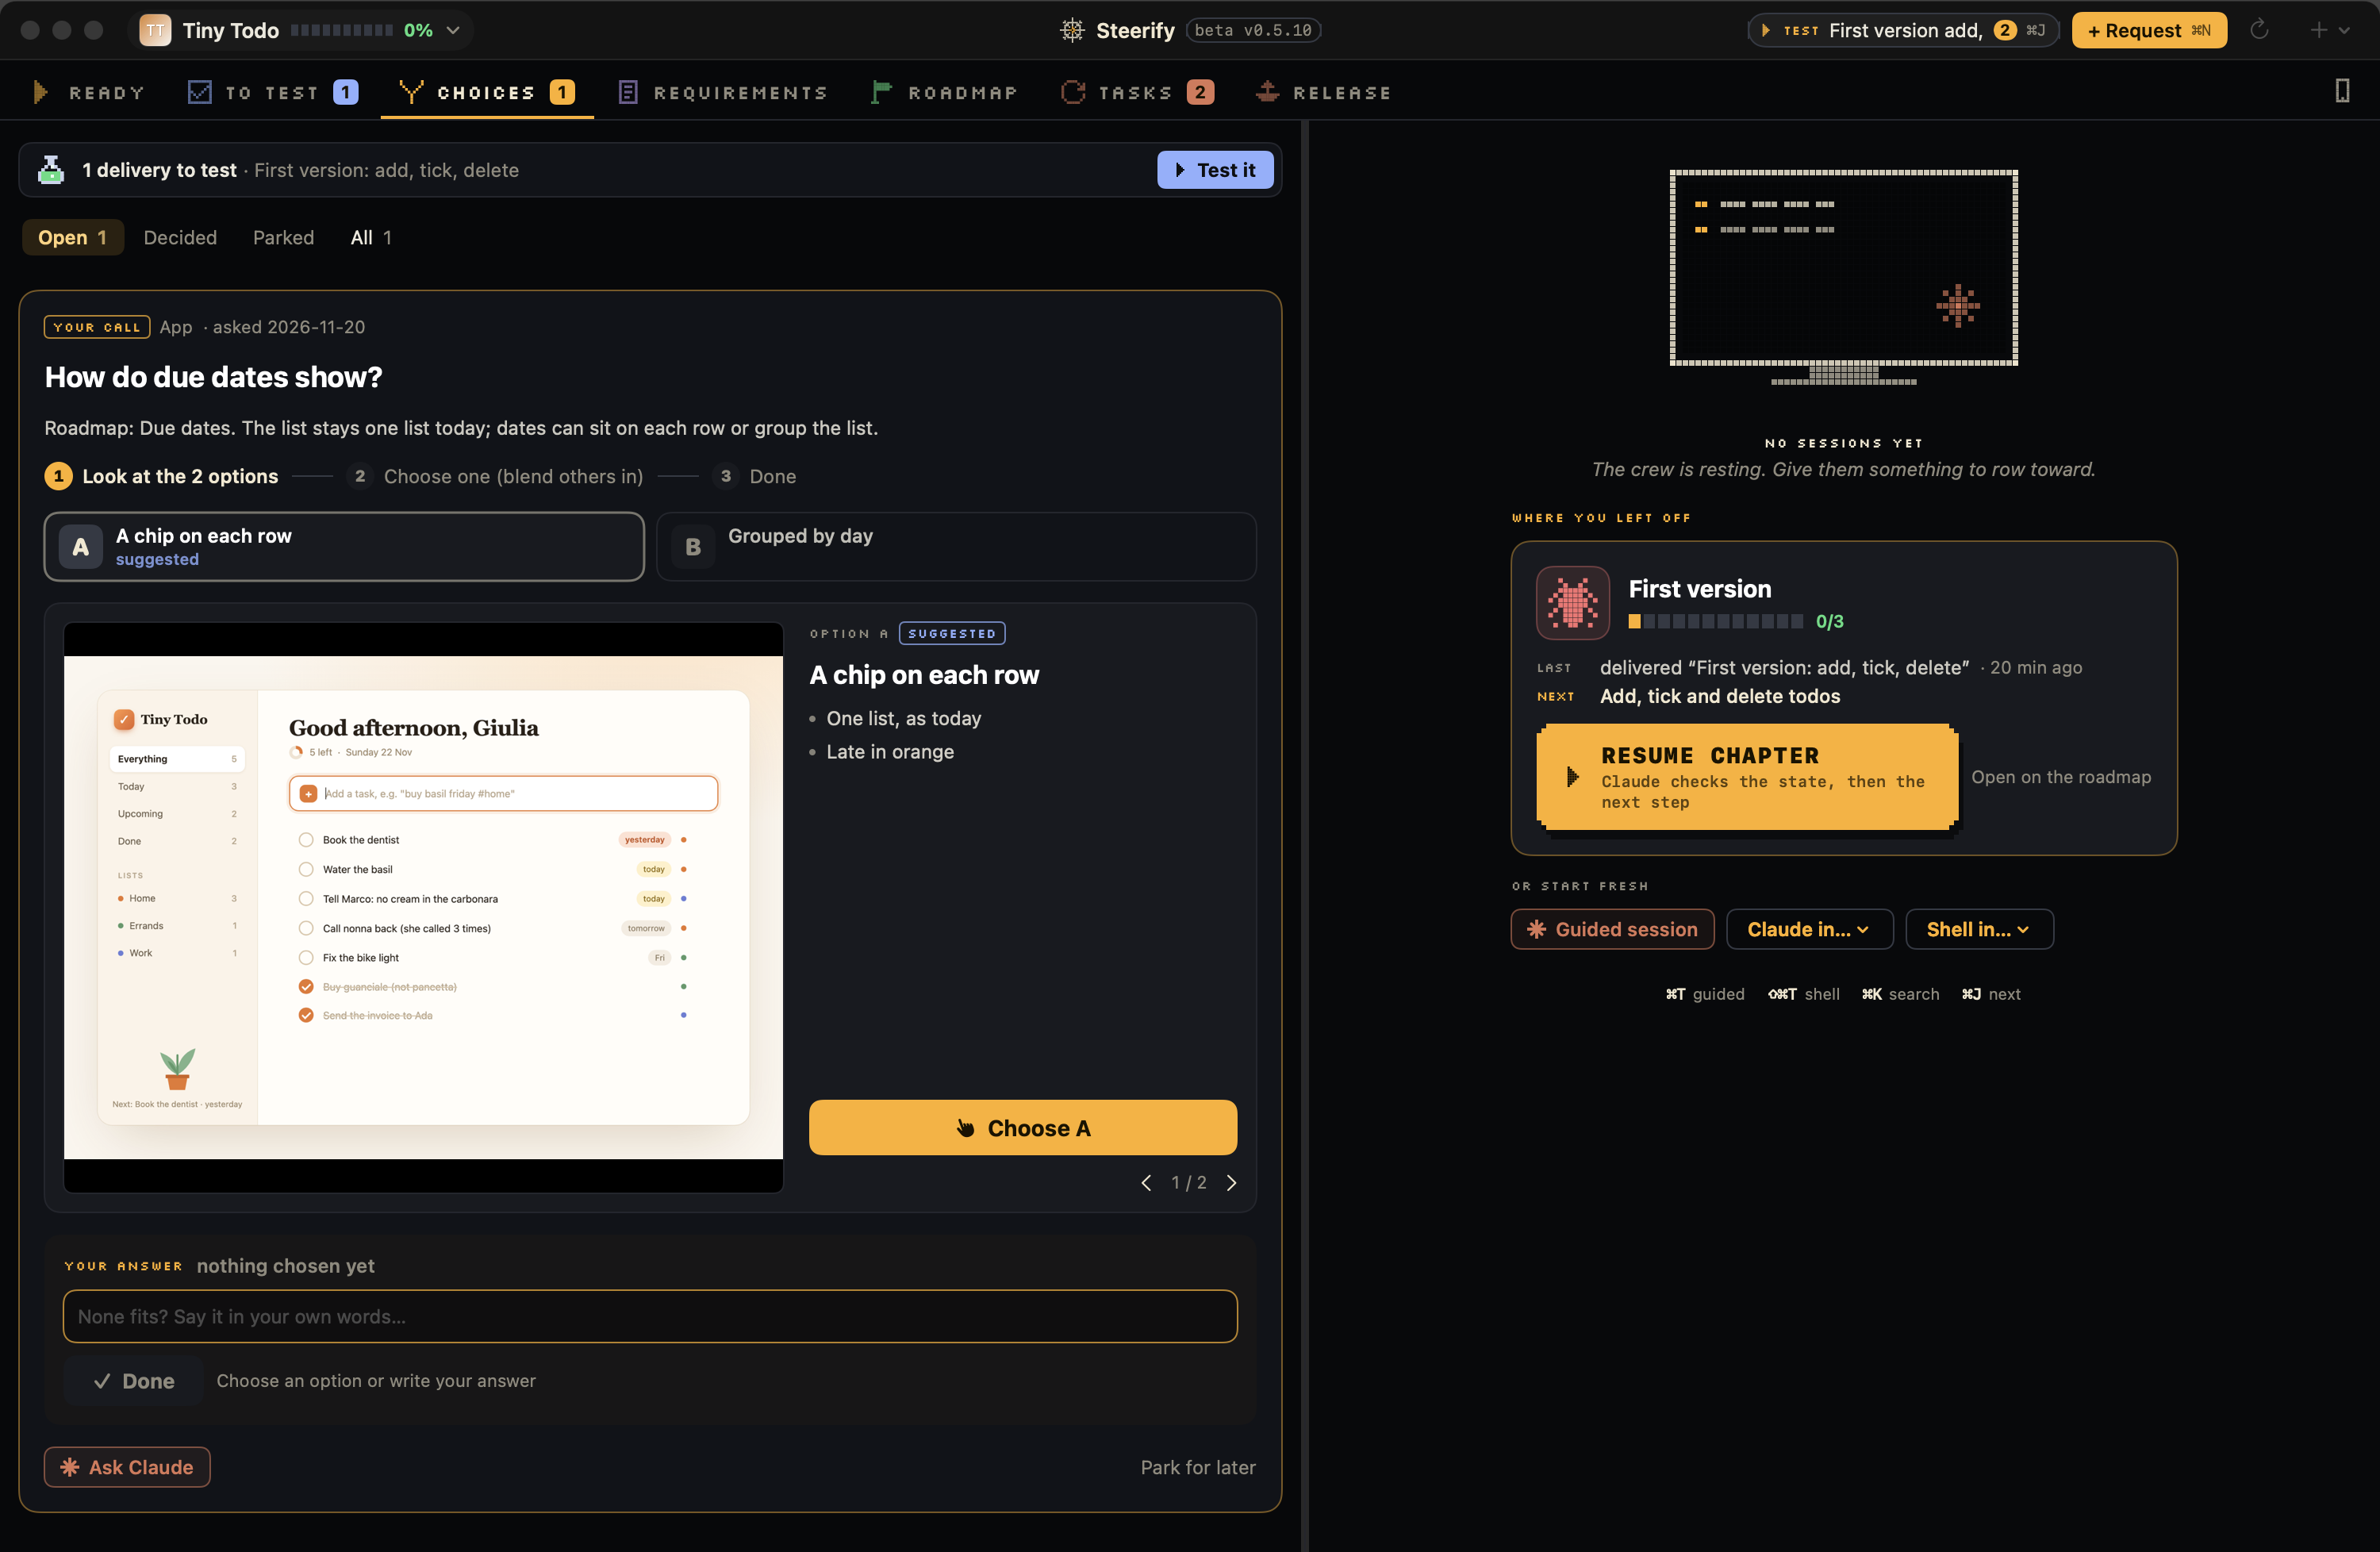 TT Tiny Todo 0%
Steerify beta v0.5.10
TEST First version add, 2 ⌘J
+ Request ⌘N
READY
TO TEST 1
CHOICES 1
REQUIREMENTS
ROADMAP
TASKS 2
RELEASE
1 delivery to test · First version: add, tick, delete
Test it
Open 1
Decided
Parked
All 1
YOUR CALL App · asked 2026-11-20
How do due dates show?
Roadmap: Due dates. The list stays one list today; dates can sit on each row or group the list.
1 Look at the 2 options
2 Choose one (blend others in)
3 Done
A
A chip on each row
suggested
B
Grouped by day
Tiny Todo
Everything 5
Today 3
Upcoming 2
Done 2
LISTS
Home 3
Errands 1
Work 1
Next: Book the dentist · yesterday
Good afternoon, Giulia
5 left · Sunday 22 Nov
Add a task, e.g. "buy basil friday #home"
Book the dentist yesterday
Water the basil today
Tell Marco: no cream in the carbonara today
Call nonna back (she called 3 times) tomorrow
Fix the bike light Fri
Buy guanciale (not pancetta)
Send the invoice to Ada
OPTION A SUGGESTED
A chip on each row
• One list, as today
• Late in orange
Choose A
1 / 2
YOUR ANSWER nothing chosen yet
None fits? Say it in your own words...
Done
Choose an option or write your answer
Ask Claude
Park for later
NO SESSIONS YET
The crew is resting. Give them something to row toward.
WHERE YOU LEFT OFF
First version
0/3
LAST delivered “First version: add, tick, delete” · 20 min ago
NEXT Add, tick and delete todos
RESUME CHAPTER
Claude checks the state, then the
next step
Open on the roadmap
OR START FRESH
Guided session
Claude in...
Shell in...
⌘T guided
⇧⌘T shell
⌘K search
⌘J next